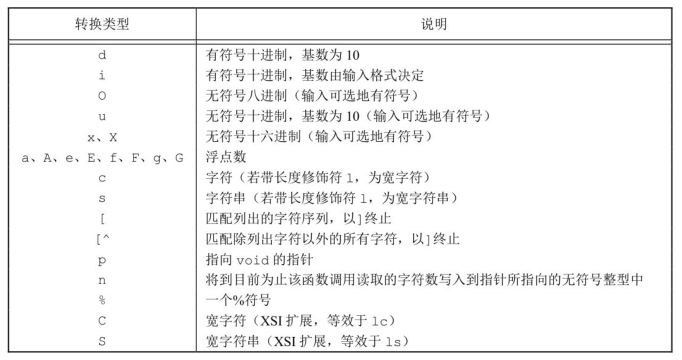 转换类型 说明
d 有符号十进制，基数为 10
i 有符号十进制，基数由输入格式决定
O 无符号八进制（输入可选地有符号）
u 无符号十进制，基数为 10（输入可选地有符号）
x、X 无符号十六进制（输入可选地有符号）
a、A、e、E、f、F、g、G 浮点数
c 字符（若带长度修饰符 l，为宽字符）
s 字符串（若带长度修饰符 l，为宽字符串）
[ 匹配列出的字符序列，以]终止
[^ 匹配除列出字符以外的所有字符，以]终止
p 指向 void 的指针
n 将到目前为止该函数调用读取的字符数写入到指针所指向的无符号整型中
% 一个%符号
C 宽字符（XSI 扩展，等效于 lc）
S 宽字符串（XSI 扩展，等效于 ls）